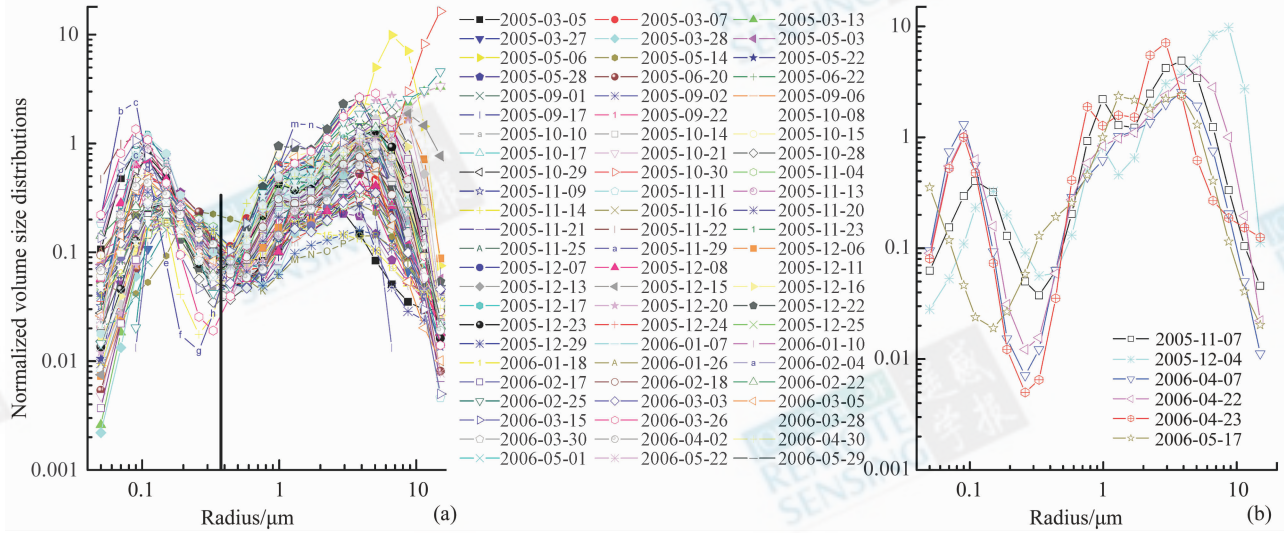 Normalized volume size distributions
10
1
0.1
0.01
0.001
0.1
1
10
Radius/μm
(a)
b
c
c
e
f
g
h
m
n
N
o
p
2005-03-05 2005-03-07 2005-03-13
2005-03-27 2005-03-28 2005-05-03
2005-05-06 2005-05-14 2005-05-22
2005-05-28 2005-06-20 2005-06-22
2005-09-01 2005-09-02 2005-09-06
2005-09-17 2005-09-22 2005-10-08
2005-10-10 2005-10-14 2005-10-15
2005-10-17 2005-10-21 2005-10-28
2005-10-29 2005-10-30 2005-11-04
2005-11-09 2005-11-11 2005-11-13
2005-11-14 2005-11-16 2005-11-20
2005-11-21 2005-11-22 2005-11-23
2005-11-25 2005-11-29 2005-12-06
2005-12-07 2005-12-08 2005-12-11
2005-12-13 2005-12-15 2005-12-16
2005-12-17 2005-12-20 2005-12-22
2005-12-23 2005-12-24 2005-12-25
2005-12-29 2006-01-07 2006-01-10
2006-01-18 2006-01-26 2006-02-04
2006-02-17 2006-02-18 2006-02-22
2006-02-25 2006-03-03 2006-03-05
2006-03-15 2006-03-26 2006-03-28
2006-03-30 2006-04-02 2006-04-30
2006-05-01 2006-05-22 2006-05-29
10
1
0.1
0.01
0.001
0.1
1
10
Radius/μm
(b)
2005-11-07
2005-12-04
2006-04-07
2006-04-22
2006-04-23
2006-05-17
REMOTE
SENSING